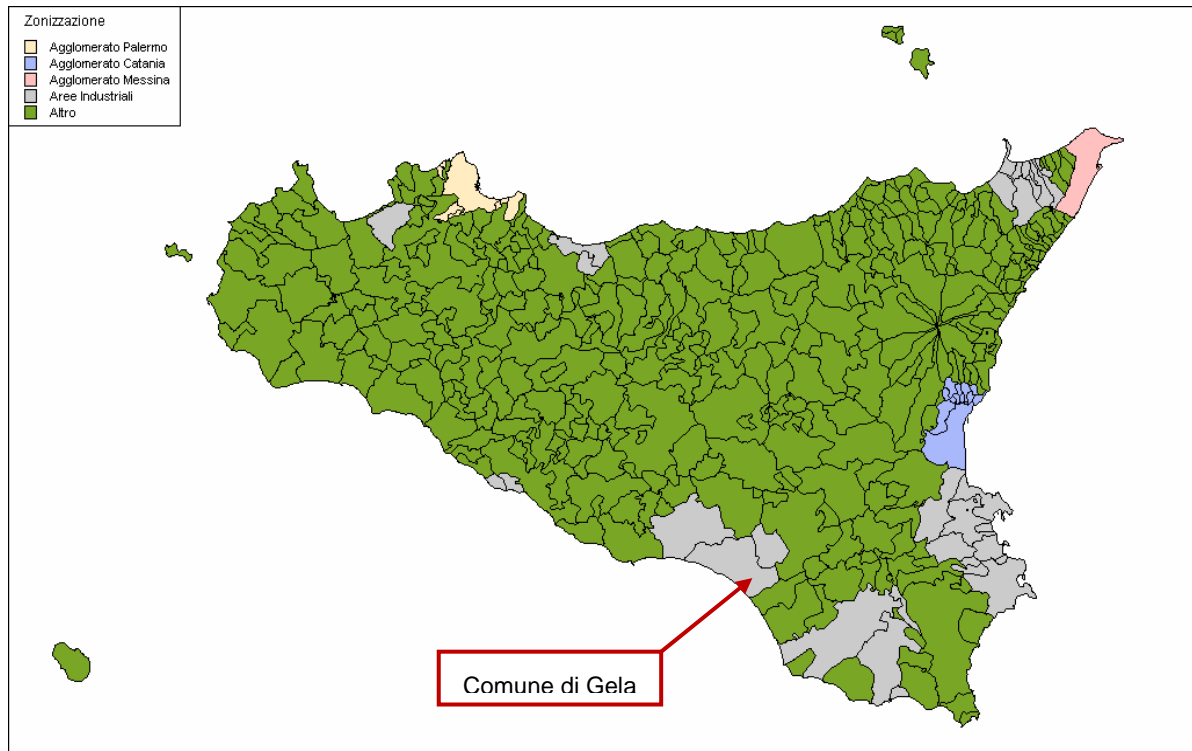 Zonizzazione
Agglomerato Palermo
Agglomerato Catania
Agglomerato Messina
Aree Industriali
Altro
Comune di Gela